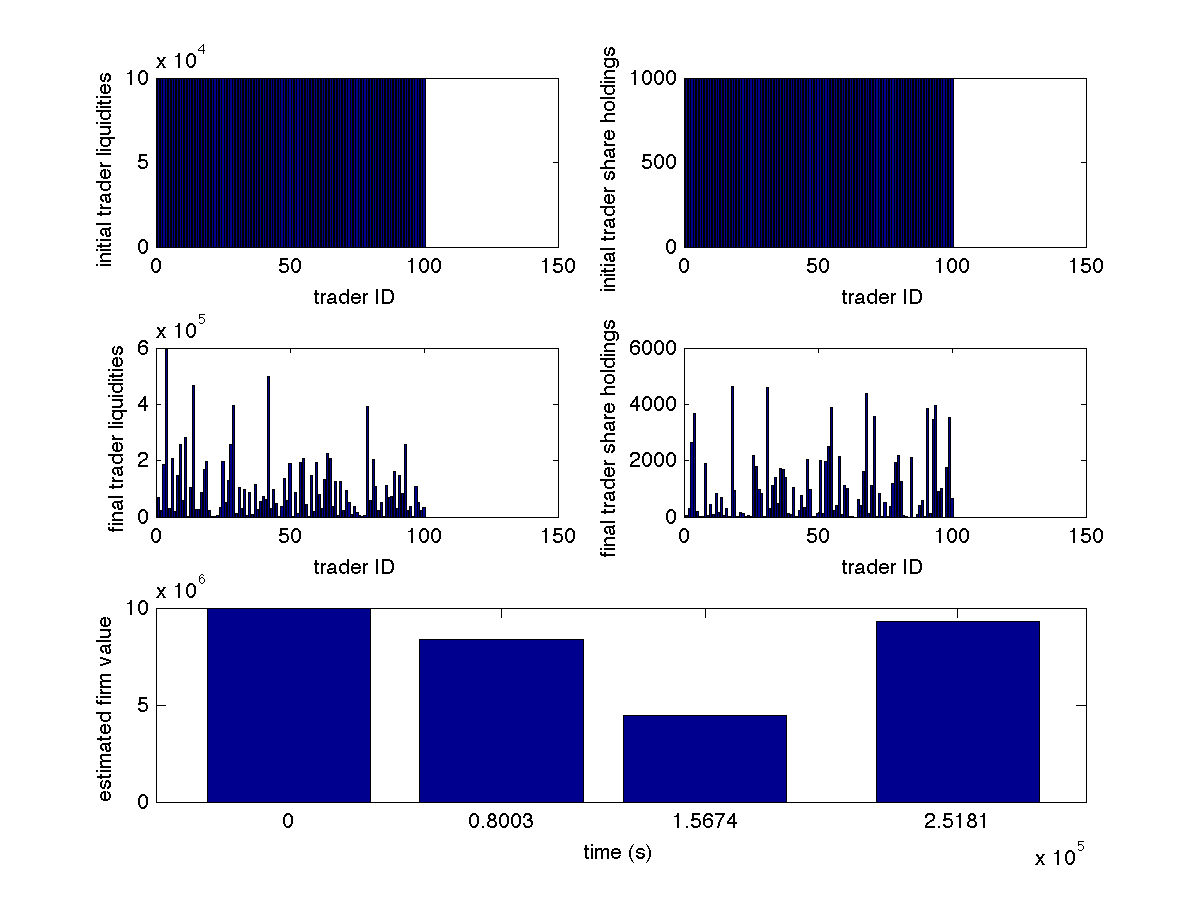 x 10^4
10
5
0
initial trader liquidities
0 50 100 150
trader ID
1000
500
0
initial trader share holdings
0 50 100 150
trader ID
x 10^5
6
4
2
0
final trader liquidities
0 50 100 150
trader ID
6000
4000
2000
0
final trader share holdings
0 50 100 150
trader ID
x 10^6
10
5
0
estimated firm value
0 0.8003 1.5674 2.5181
time (s)
x 10^5